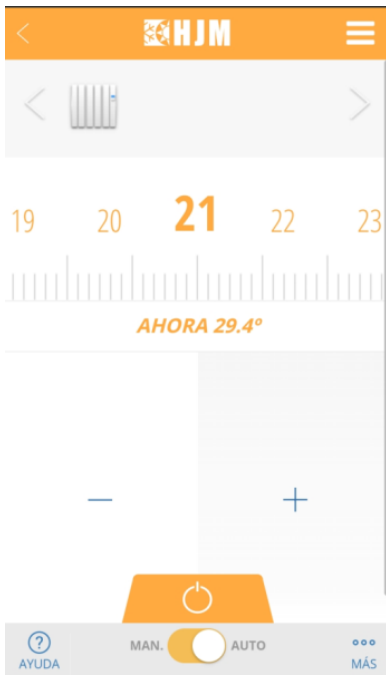 HJM
19 20 21 22 23
AHORA 29.4º
MAN. AUTO
AYUDA
MÁS